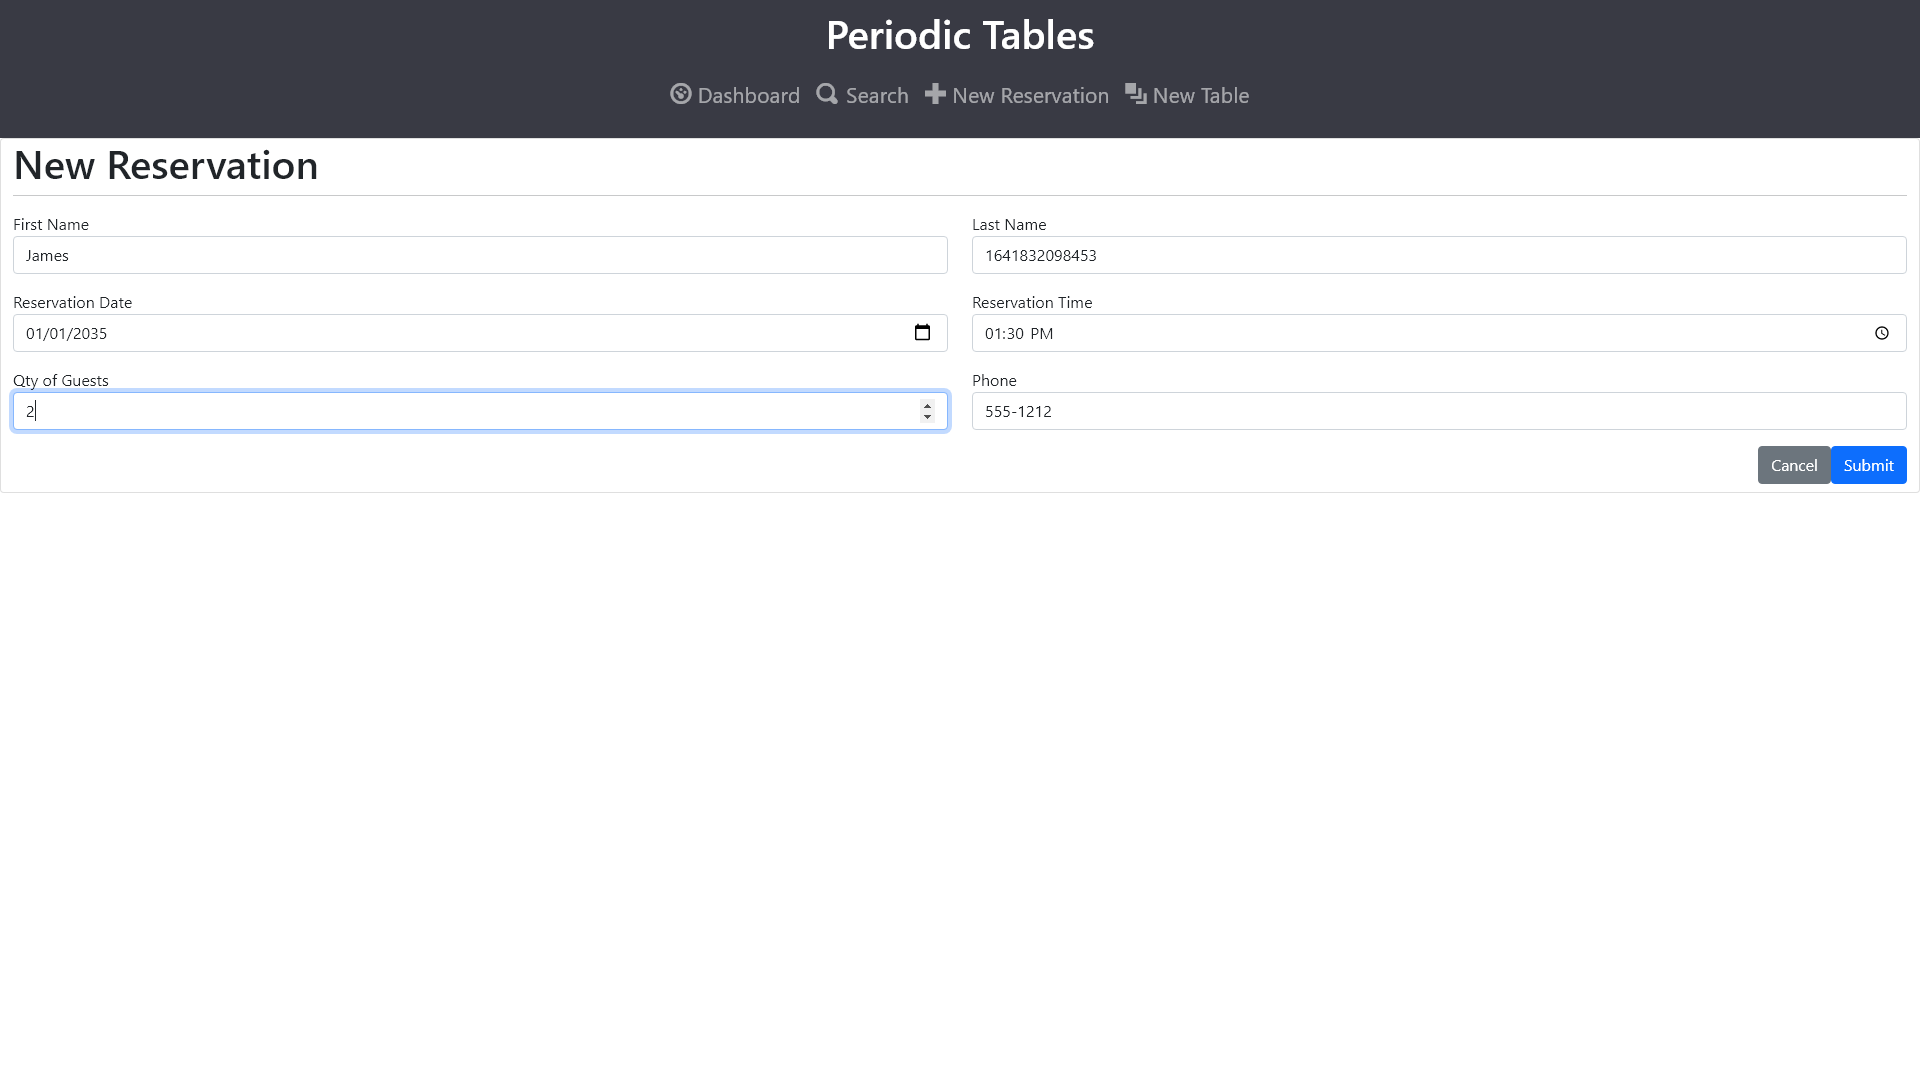 Periodic Tables
Dashboard Search New Reservation New Table
New Reservation
First Name Last Name
James 1641832098453
Reservation Date Reservation Time
01/01/2035 01:30 PM
Qty of Guests Phone
2 555-1212
Cancel Submit